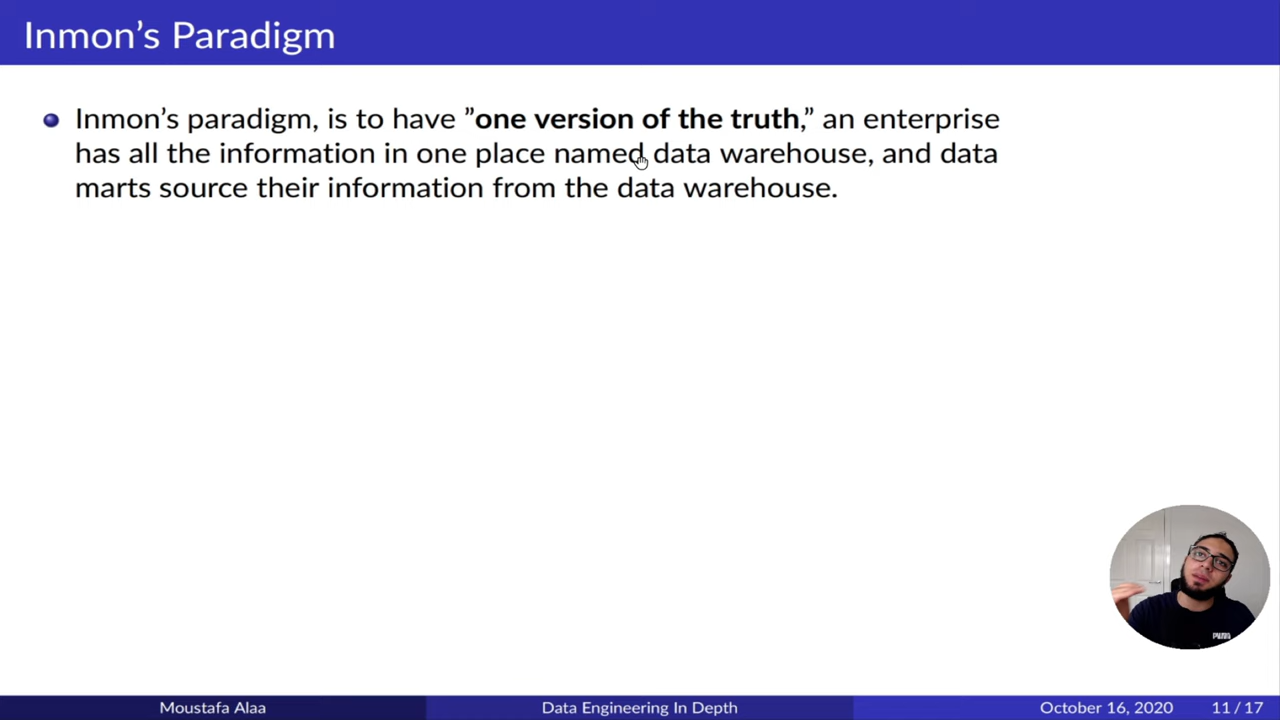 Inmon's Paradigm
Inmon's paradigm, is to have ”one version of the truth,” an enterprise
has all the information in one place named data warehouse, and data
marts source their information from the data warehouse.
PUMA
Moustafa Alaa
Data Engineering In Depth
October 16, 2020
11 / 17